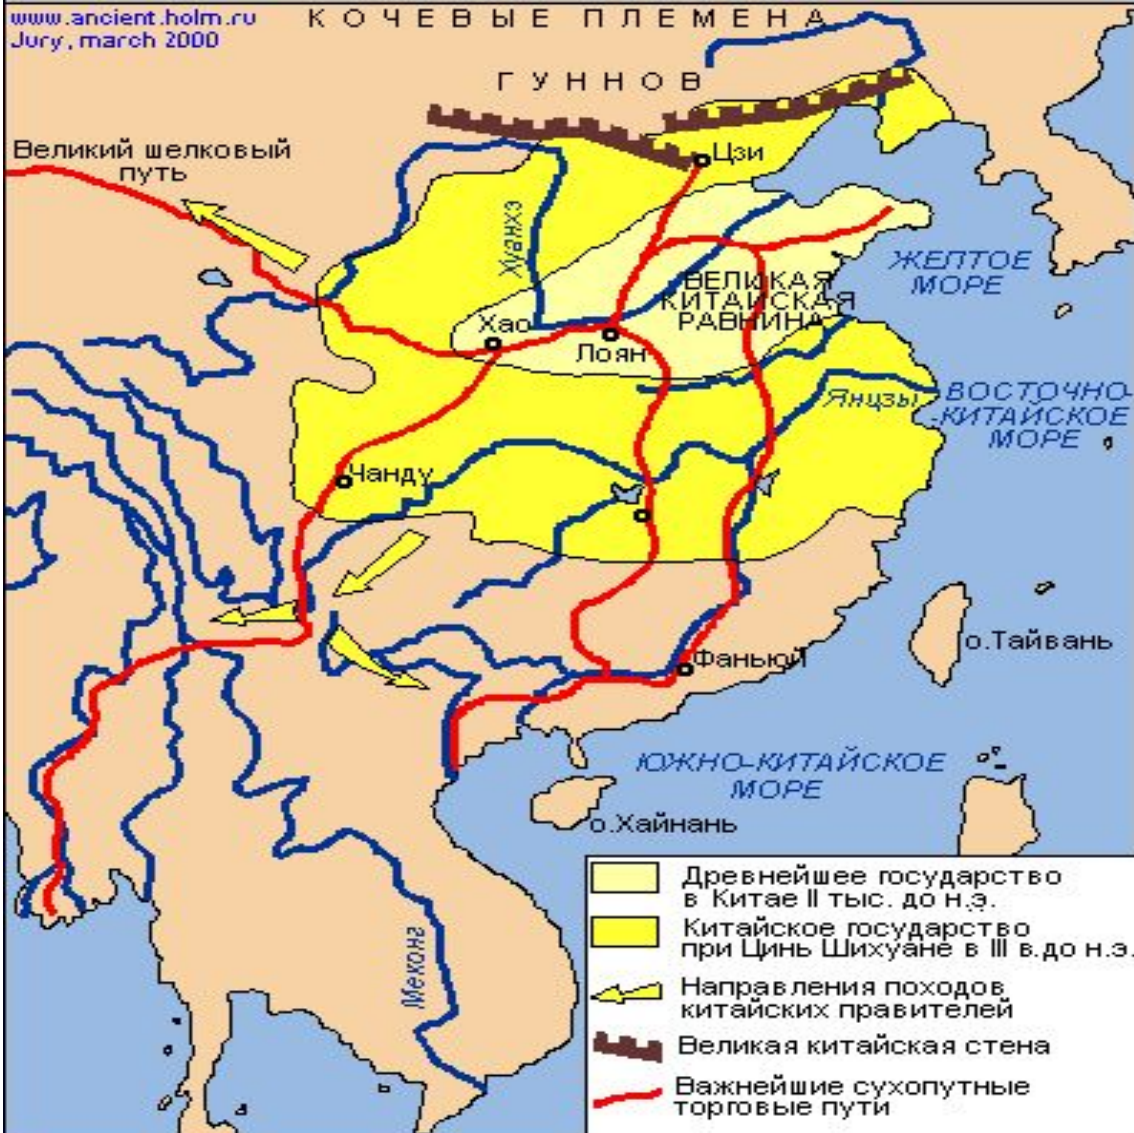 www.ancient.holm.ru
Jury, march 2000
КОЧЕВЫЕ ПЛЕМЕНА
ГУННОВ
Великий шелковый
путь
Цзи
Хуанхэ
ЖЕЛТОЕ
МОРЕ
ВЕЛИКАЯ
КИТАЙСКАЯ
РАВНИНА
Хао
Лоян
Янцзы
ВОСТОЧНО-
-КИТАЙСКОЕ
МОРЕ
Чанду
о.Тайвань
Фаньюй
ЮЖНО-КИТАЙСКОЕ
МОРЕ
о.Хайнань
Меконг
Древнейшее государство
в Китае II тыс. до н.э.
Китайское государство
при Цинь Шихуане в III в.до н.э.
Направления походов
китайских правителей
Великая китайская стена
Важнейшие сухопутные
торговые пути